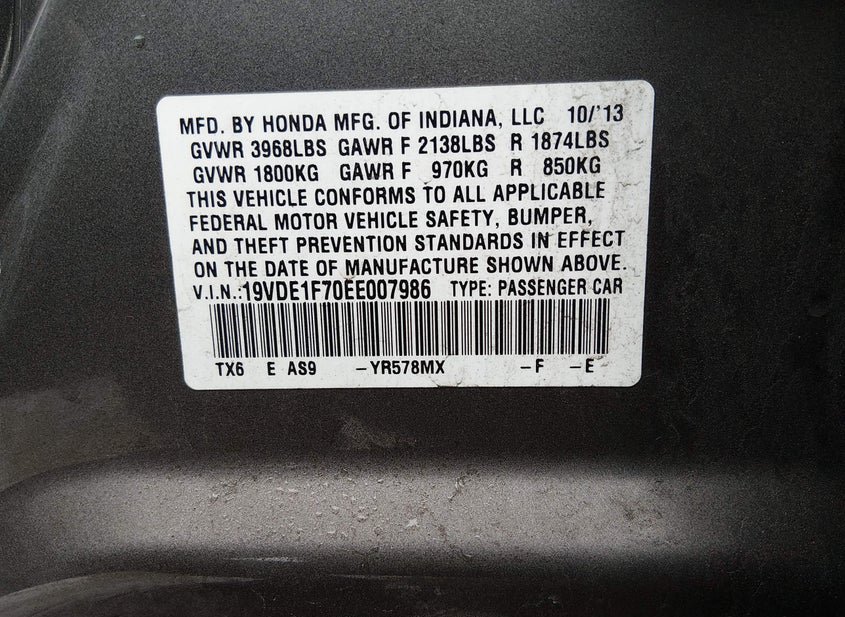 MFD. BY HONDA MFG. OF INDIANA, LLC 10/'13
GVWR 3968LBS GAWR F 2138LBS R 1874LBS
GVWR 1800KG GAWR F 970KG R 850KG
THIS VEHICLE CONFORMS TO ALL APPLICABLE
FEDERAL MOTOR VEHICLE SAFETY, BUMPER,
AND THEFT PREVENTION STANDARDS IN EFFECT
ON THE DATE OF MANUFACTURE SHOWN ABOVE.
V.I.N.:19VDE1F70EE007986 TYPE: PASSENGER CAR
TX6 E AS9 -YR578MX -F -E